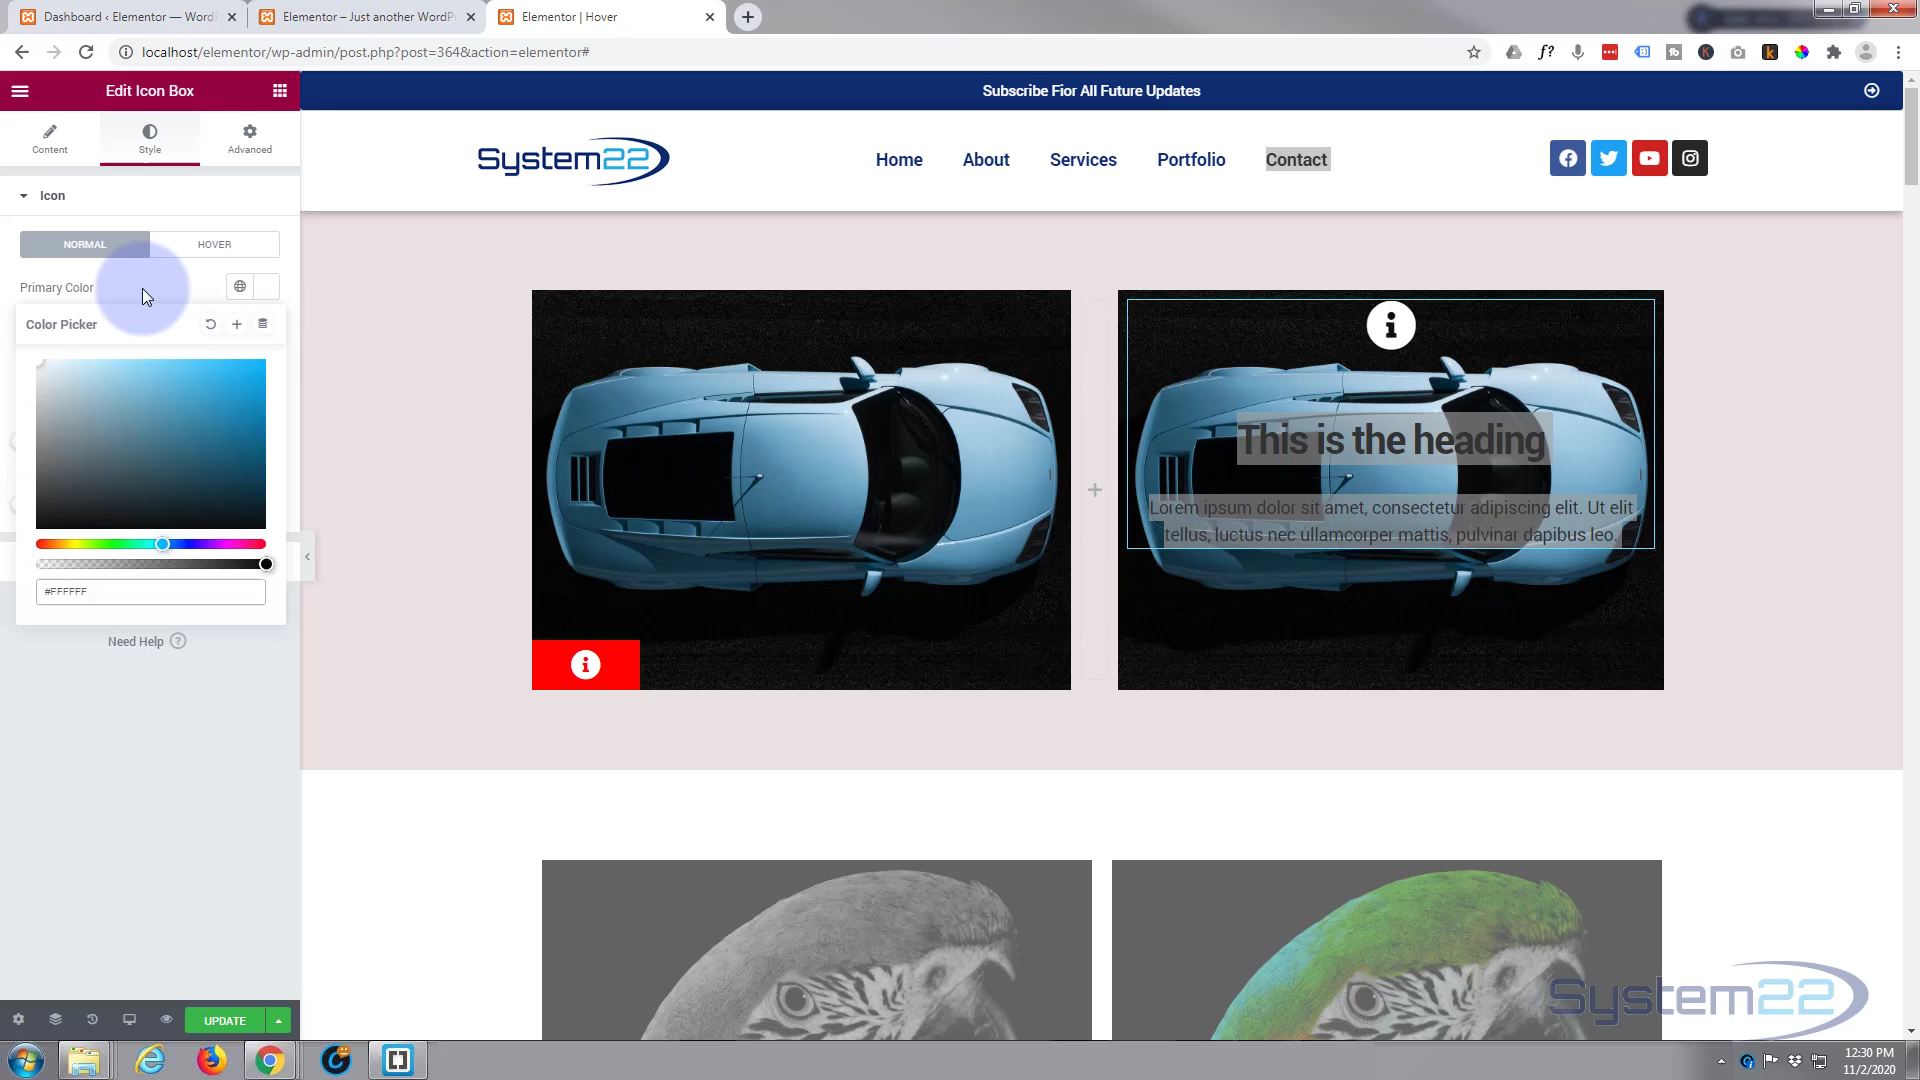 Dashboard ‹ Elementor — WordP
Elementor – Just another WordPr
Elementor | Hover
localhost/elementor/wp-admin/post.php?post=364&action=elementor#
f?
Edit Icon Box
Subscribe Fior All Future Updates
Content
Style
Advanced
System22
Home
About
Services
Portfolio
Contact
Icon
NORMAL
HOVER
Primary Color
Color Picker
#FFFFFF
Need Help ?
This is the heading
Lorem ipsum dolor sit amet, consectetur adipiscing elit. Ut elit
tellus, luctus nec ullamcorper mattis, pulvinar dapibus leo.
System22
UPDATE
12:30 PM
11/2/2020